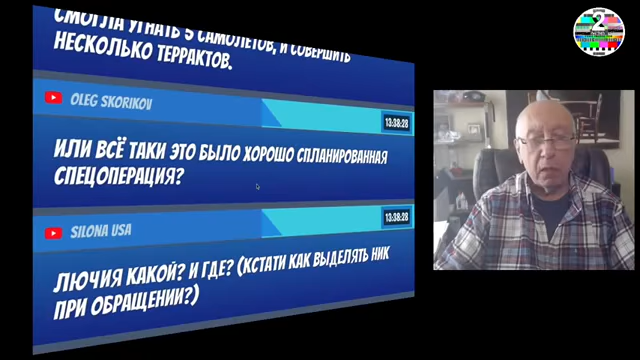 СМОГЛА УГНАТЬ 5 САМОЛЕТОВ, И СОВЕРШИТЬ
НЕСКОЛЬКО ТЕРРАКТОВ.
OLEG SKORIKOV
13:38:28
ИЛИ ВСЁ ТАКИ ЭТО БЫЛО ХОРОШО СПЛАНИРОВАННАЯ
СПЕЦОПЕРАЦИЯ?
SILONA USA
13:38:28
ЛЮЧИЯ КАКОЙ? И ГДЕ? (КСТАТИ КАК ВЫДЕЛЯТЬ НИК
ПРИ ОБРАЩЕНИИ?)
2